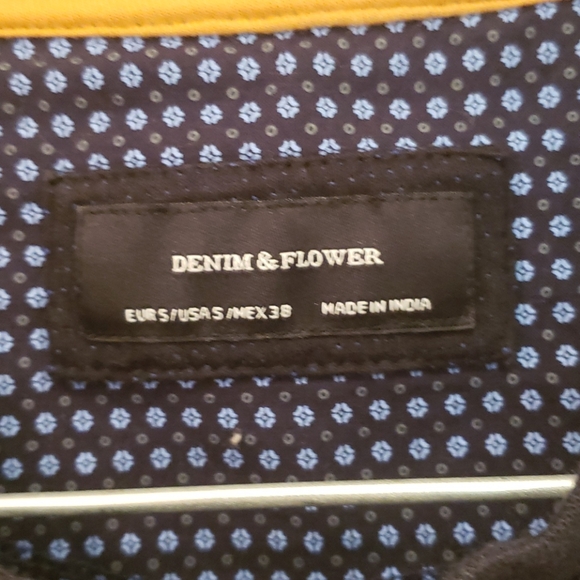 DENIM & FLOWER
EUR S/USA S/MEX 38 MADE IN INDIA